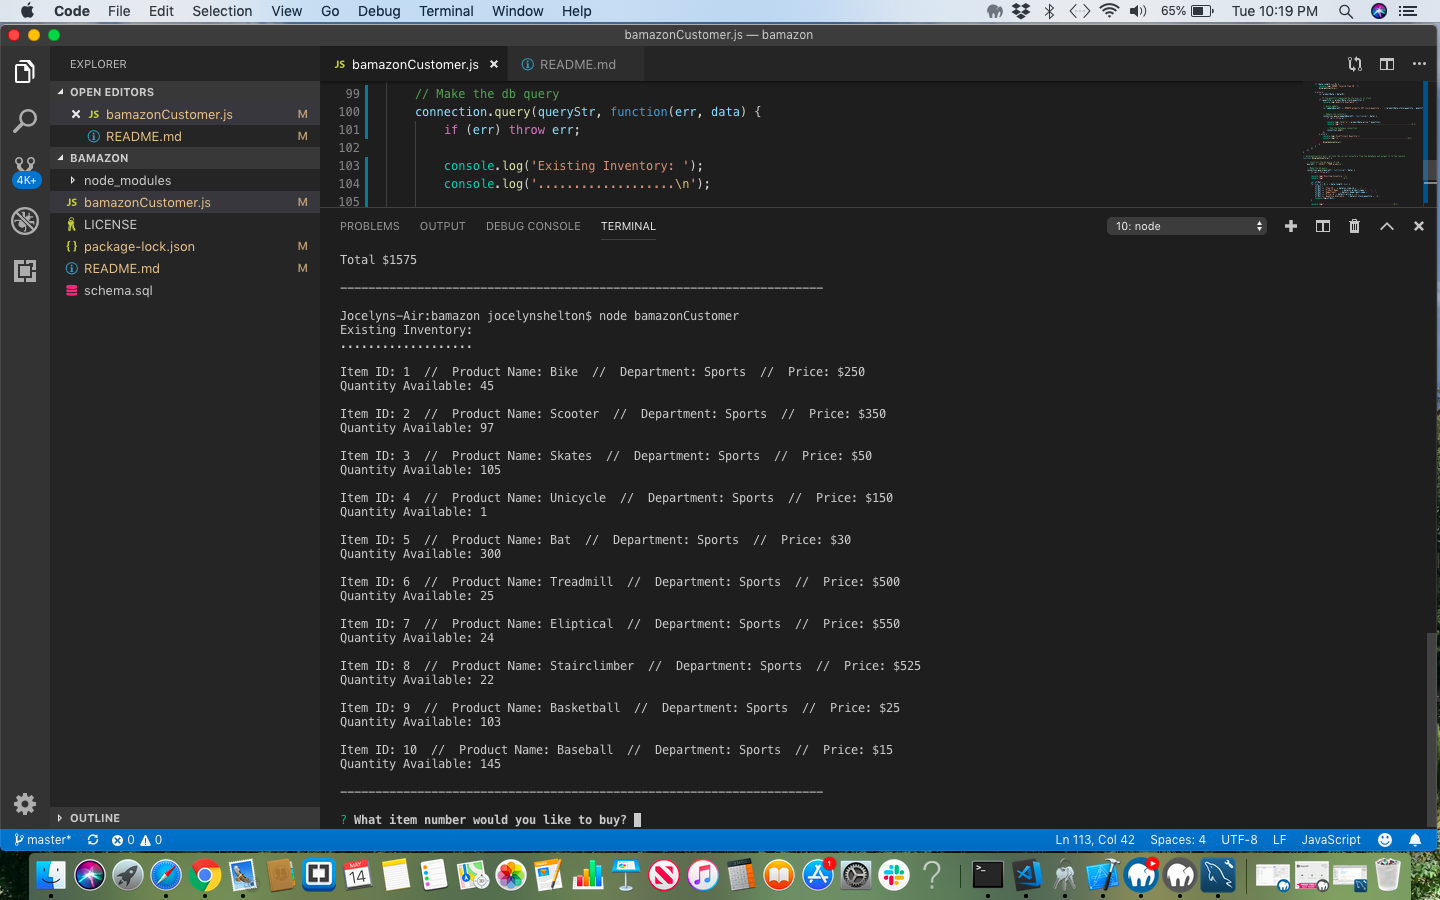 Code File Edit Selection View Go Debug Terminal Window Help 65% Tue 10:19 PM
bamazonCustomer.js — bamazon
EXPLORER
OPEN EDITORS
bamazonCustomer.js M
README.md M
BAMAZON
4K+
node_modules
JS bamazonCustomer.js M
LICENSE
{} package-lock.json M
README.md M
schema.sql
OUTLINE
JS bamazonCustomer.js README.md
99 // Make the db query
100 connection.query(queryStr, function(err, data) {
101 if (err) throw err;
102
103 console.log('Existing Inventory: ');
104 console.log('...................\n');
105
PROBLEMS OUTPUT DEBUG CONSOLE TERMINAL 10: node
Total $1575
---------------------------------------------------------------------
Jocelyns-Air:bamazon jocelynshelton$ node bamazonCustomer
Existing Inventory:
...................
Item ID: 1 // Product Name: Bike // Department: Sports // Price: $250
Quantity Available: 45
Item ID: 2 // Product Name: Scooter // Department: Sports // Price: $350
Quantity Available: 97
Item ID: 3 // Product Name: Skates // Department: Sports // Price: $50
Quantity Available: 105
Item ID: 4 // Product Name: Unicycle // Department: Sports // Price: $150
Quantity Available: 1
Item ID: 5 // Product Name: Bat // Department: Sports // Price: $30
Quantity Available: 300
Item ID: 6 // Product Name: Treadmill // Department: Sports // Price: $500
Quantity Available: 25
Item ID: 7 // Product Name: Eliptical // Department: Sports // Price: $550
Quantity Available: 24
Item ID: 8 // Product Name: Stairclimber // Department: Sports // Price: $525
Quantity Available: 22
Item ID: 9 // Product Name: Basketball // Department: Sports // Price: $25
Quantity Available: 103
Item ID: 10 // Product Name: Baseball // Department: Sports // Price: $15
Quantity Available: 145
---------------------------------------------------------------------
? What item number would you like to buy?
master* 0 0 Ln 113, Col 42 Spaces: 4 UTF-8 LF JavaScript
MAY
14
1